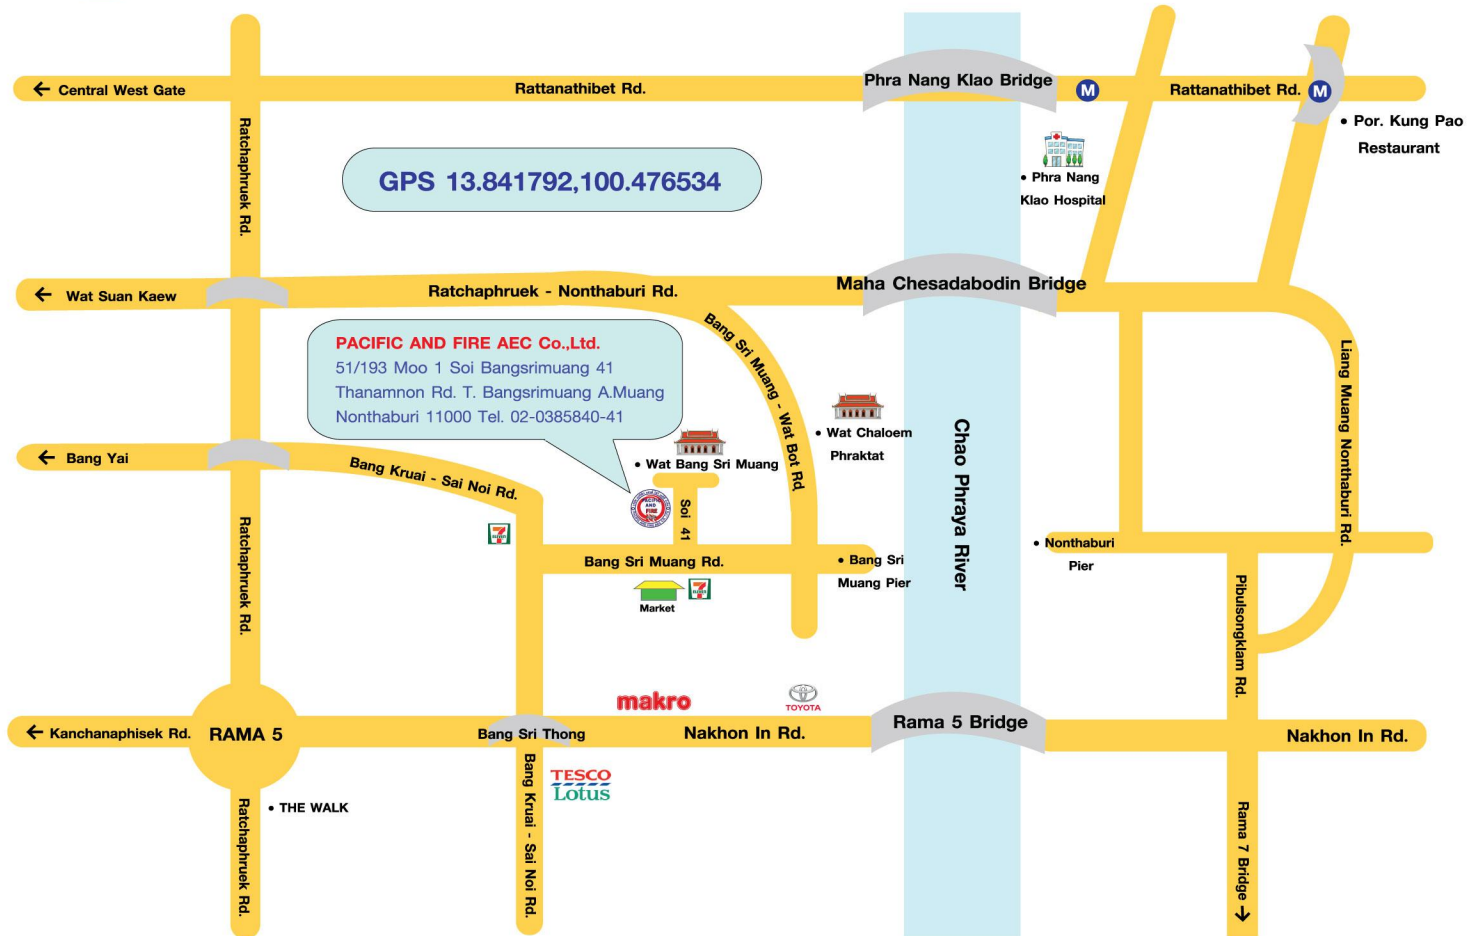 Phra Nang Klao Bridge
← Central West Gate
Rattanathibet Rd.
M
Rattanathibet Rd.
M
• Por. Kung Pao
Restaurant
Ratchaphruek Rd.
GPS 13.841792,100.476534
• Phra Nang
Klao Hospital
← Wat Suan Kaew
Ratchaphruek - Nonthaburi Rd.
Maha Chesadabodin Bridge
PACIFIC AND FIRE AEC Co.,Ltd.
51/193 Moo 1 Soi Bangsrimuang 41
Thanamnon Rd. T. Bangsrimuang A.Muang
Nonthaburi 11000 Tel. 02-0385840-41
Bang Sri Muang - Wat Bot Rd
Liang Muang Nonthaburi Rd.
• Wat Chaloem
Phraktat
Chao Phraya River
← Bang Yai
Bang Kruai - Sai Noi Rd.
• Wat Bang Sri Muang
PACIFIC
AND
FIRE
Soi 41
7
ELEVEN
Ratchaphruek Rd.
Bang Sri Muang Rd.
• Bang Sri
Muang Pier
• Nonthaburi
Pier
Market
7
ELEVEN
Pibulsongklam Rd.
makro
TOYOTA
← Kanchanaphisek Rd.
RAMA 5
Bang Sri Thong
Nakhon In Rd.
Rama 5 Bridge
Nakhon In Rd.
TESCO
Lotus
• THE WALK
Ratchaphruek Rd.
Bang Kruai - Sai Noi Rd.
Rama 7 Bridge →